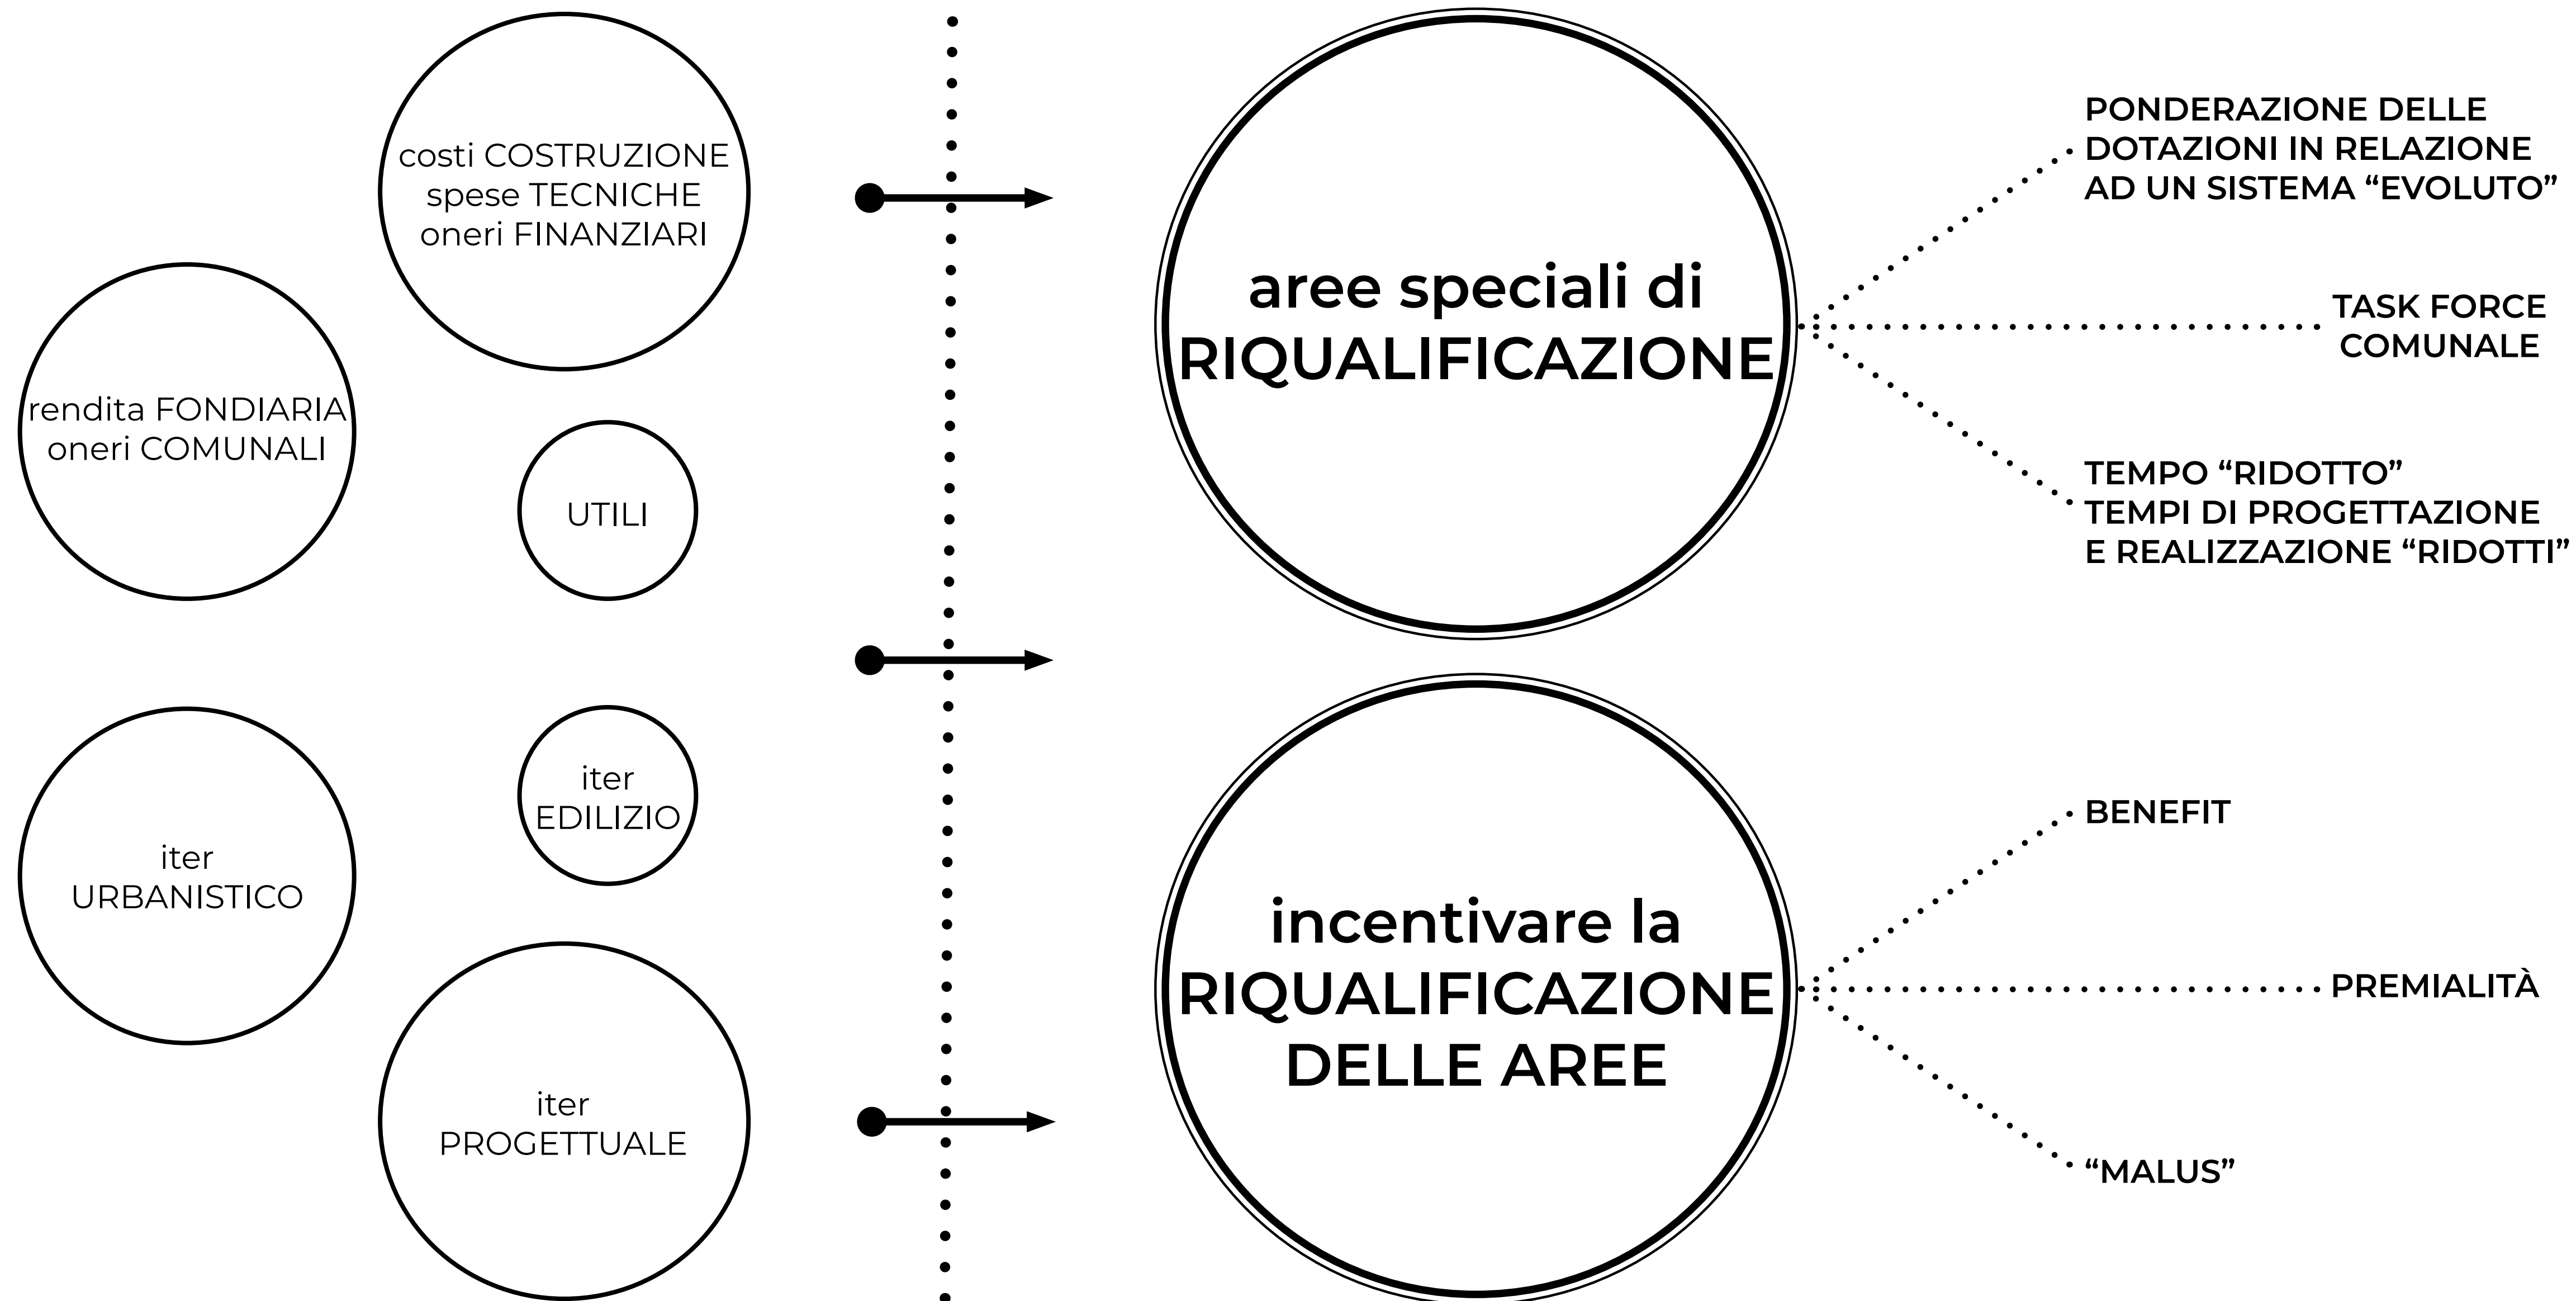 costi COSTRUZIONE
spese TECNICHE
oneri FINANZIARI
rendita FONDIARIA
oneri COMUNALI
UTILI
iter
EDILIZIO
iter
URBANISTICO
iter
PROGETTUALE
aree speciali di
RIQUALIFICAZIONE
PONDERAZIONE DELLE
DOTAZIONI IN RELAZIONE
AD UN SISTEMA “EVOLUTO”
TASK FORCE
COMUNALE
TEMPO “RIDOTTO”
TEMPI DI PROGETTAZIONE
E REALIZZAZIONE “RIDOTTI”
incentivare la
RIQUALIFICAZIONE
DELLE AREE
BENEFIT
PREMIALITÀ
“MALUS”